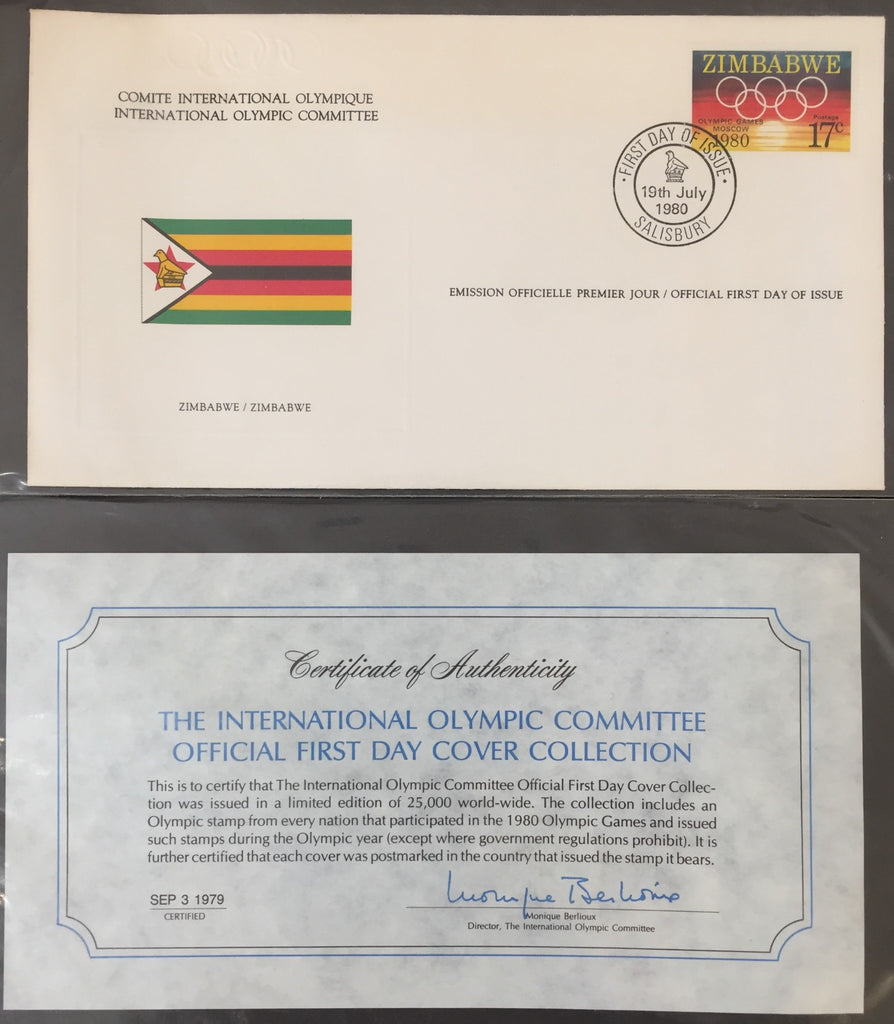 COMITE INTERNATIONAL OLYMPIQUE
INTERNATIONAL OLYMPIC COMMITTEE
ZIMBABWE
OLYMPIC GAMES
MOSCOW
1980
Postage
17c
FIRST DAY OF ISSUE
19th July
1980
SALISBURY
EMISSION OFFICIELLE PREMIER JOUR / OFFICIAL FIRST DAY OF ISSUE
ZIMBABWE / ZIMBABWE
Certificate of Authenticity
THE INTERNATIONAL OLYMPIC COMMITTEE
OFFICIAL FIRST DAY COVER COLLECTION
This is to certify that The International Olympic Committee Official First Day Cover Collec-
tion was issued in a limited edition of 25,000 world-wide. The collection includes an
Olympic stamp from every nation that participated in the 1980 Olympic Games and issued
such stamps during the Olympic year (except where government regulations prohibit). It is
further certified that each cover was postmarked in the country that issued the stamp it bears.
SEP 3 1979
CERTIFIED
Monique Berlioux
Monique Berlioux
Director, The International Olympic Committee